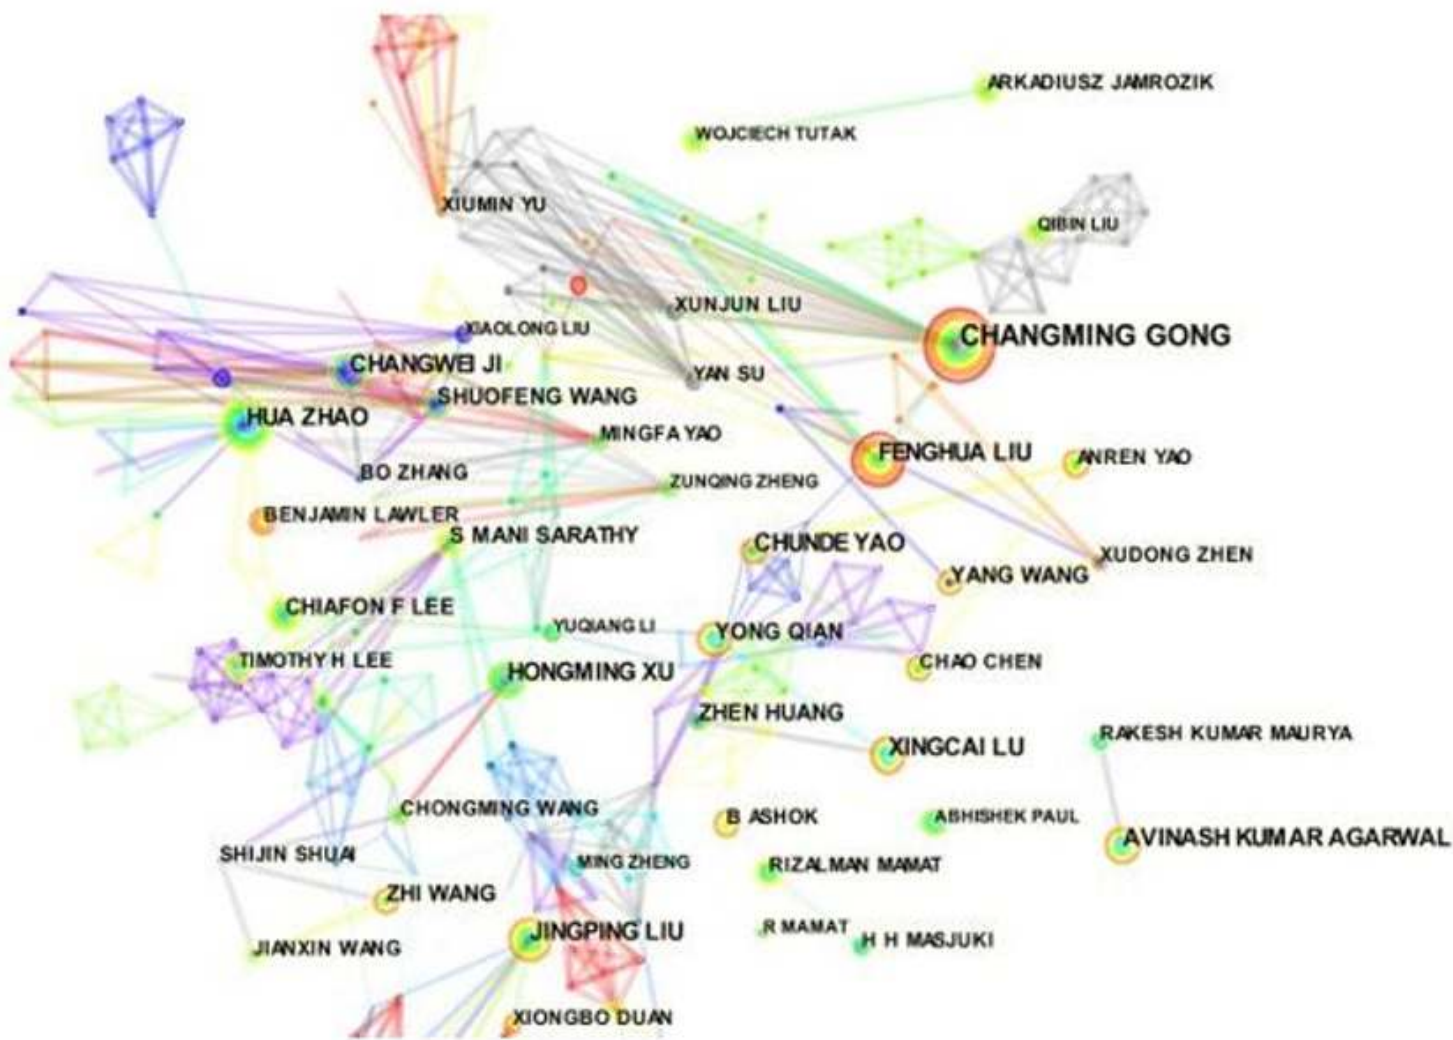 ARKADIUSZ JAMROZIK
WOJCIECH TUTAK
XIUMIN YU
QIBIN LIU
XUNJUN LIU
XIAOLONG LIU
CHANGMING GONG
CHANGWEI JI
YAN SU
SHUOFENG WANG
HUA ZHAO
MINGFA YAO
FENGHUA LIU
ANREN YAO
BO ZHANG
ZUNQING ZHENG
BENJAMIN LAWLER
S MANI SARATHY
CHUNDE YAO
XUDONG ZHEN
YANG WANG
CHIAFON F LEE
YUQIANG LI
YONG QIAN
TIMOTHY H LEE
CHAO CHEN
HONGMING XU
ZHEN HUANG
RAKESH KUMAR MAURYA
XINGCAI LU
CHONGMING WANG
B ASHOK
ABHISHEK PAUL
AVINASH KUMAR AGARWAL
SHIJIN SHUAI
MING ZHENG
RIZALMAN MAMAT
ZHI WANG
R MAMAT
JINGPING LIU
H H MASJUKI
JIANXIN WANG
XIONGBO DUAN